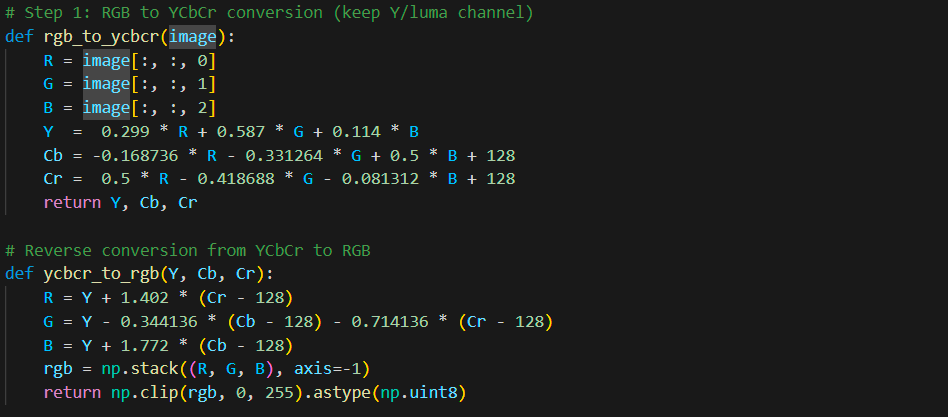 # Step 1: RGB to YCbCr conversion (keep Y/luma channel)
def rgb_to_ycbcr(image):
    R = image[:, :, 0]
    G = image[:, :, 1]
    B = image[:, :, 2]
    Y  =  0.299 * R + 0.587 * G + 0.114 * B
    Cb = -0.168736 * R - 0.331264 * G + 0.5 * B + 128
    Cr =  0.5 * R - 0.418688 * G - 0.081312 * B + 128
    return Y, Cb, Cr

# Reverse conversion from YCbCr to RGB
def ycbcr_to_rgb(Y, Cb, Cr):
    R = Y + 1.402 * (Cr - 128)
    G = Y - 0.344136 * (Cb - 128) - 0.714136 * (Cr - 128)
    B = Y + 1.772 * (Cb - 128)
    rgb = np.stack((R, G, B), axis=-1)
    return np.clip(rgb, 0, 255).astype(np.uint8)